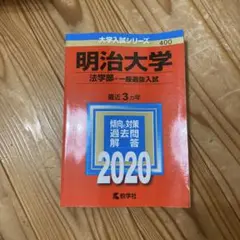 大学入試シリーズ
400
明治大学
法学部-一般選抜入試
最近3カ年
傾向と対策
過去問
解答
2020
教学社